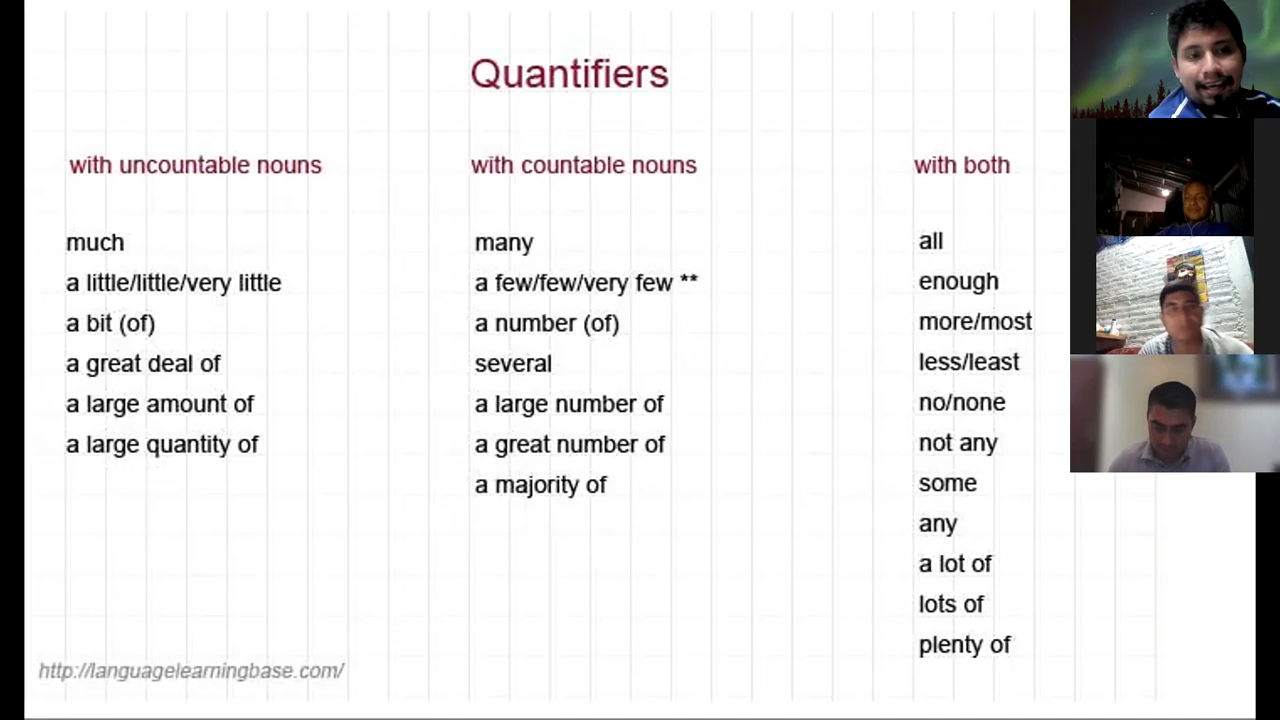 Quantifiers
with uncountable nouns
much
a little/little/very little
a bit (of)
a great deal of
a large amount of
a large quantity of
with countable nouns
many
a few/few/very few **
a number (of)
several
a large number of
a great number of
a majority of
with both
all
enough
more/most
less/least
no/none
not any
some
any
a lot of
lots of
plenty of
http://languagelearningbase.com/